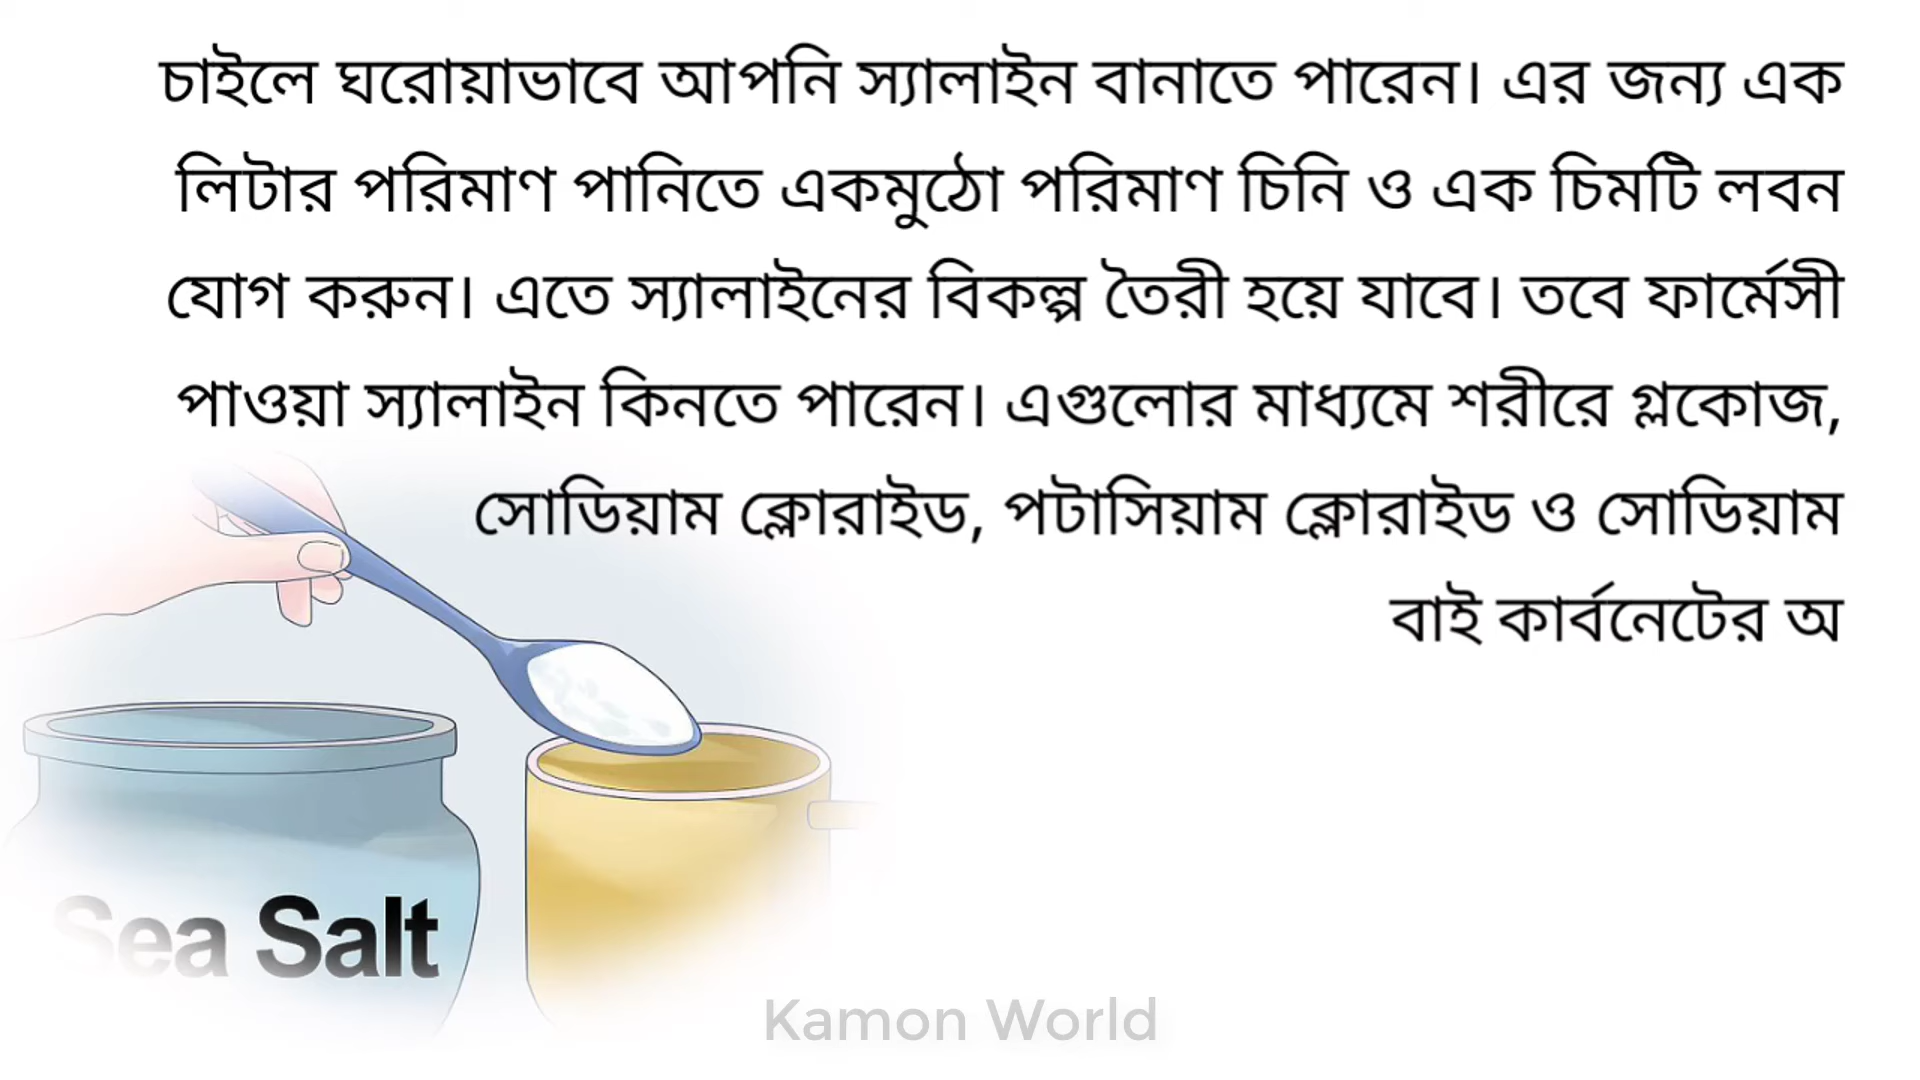 চাইলে ঘরোয়াভাবে আপনি স্যালাইন বানাতে পারেন। এর জন্য এক
লিটার পরিমাণ পানিতে একমুঠো পরিমাণ চিনি ও এক চিমটি লবন
যোগ করুন। এতে স্যালাইনের বিকল্প তৈরী হয়ে যাবে। তবে ফার্মেসী
পাওয়া স্যালাইন কিনতে পারেন। এগুলোর মাধ্যমে শরীরে গ্লকোজ,
সোডিয়াম ক্লোরাইড, পটাসিয়াম ক্লোরাইড ও সোডিয়াম
বাই কার্বনেটের অ
Sea Salt
Kamon World